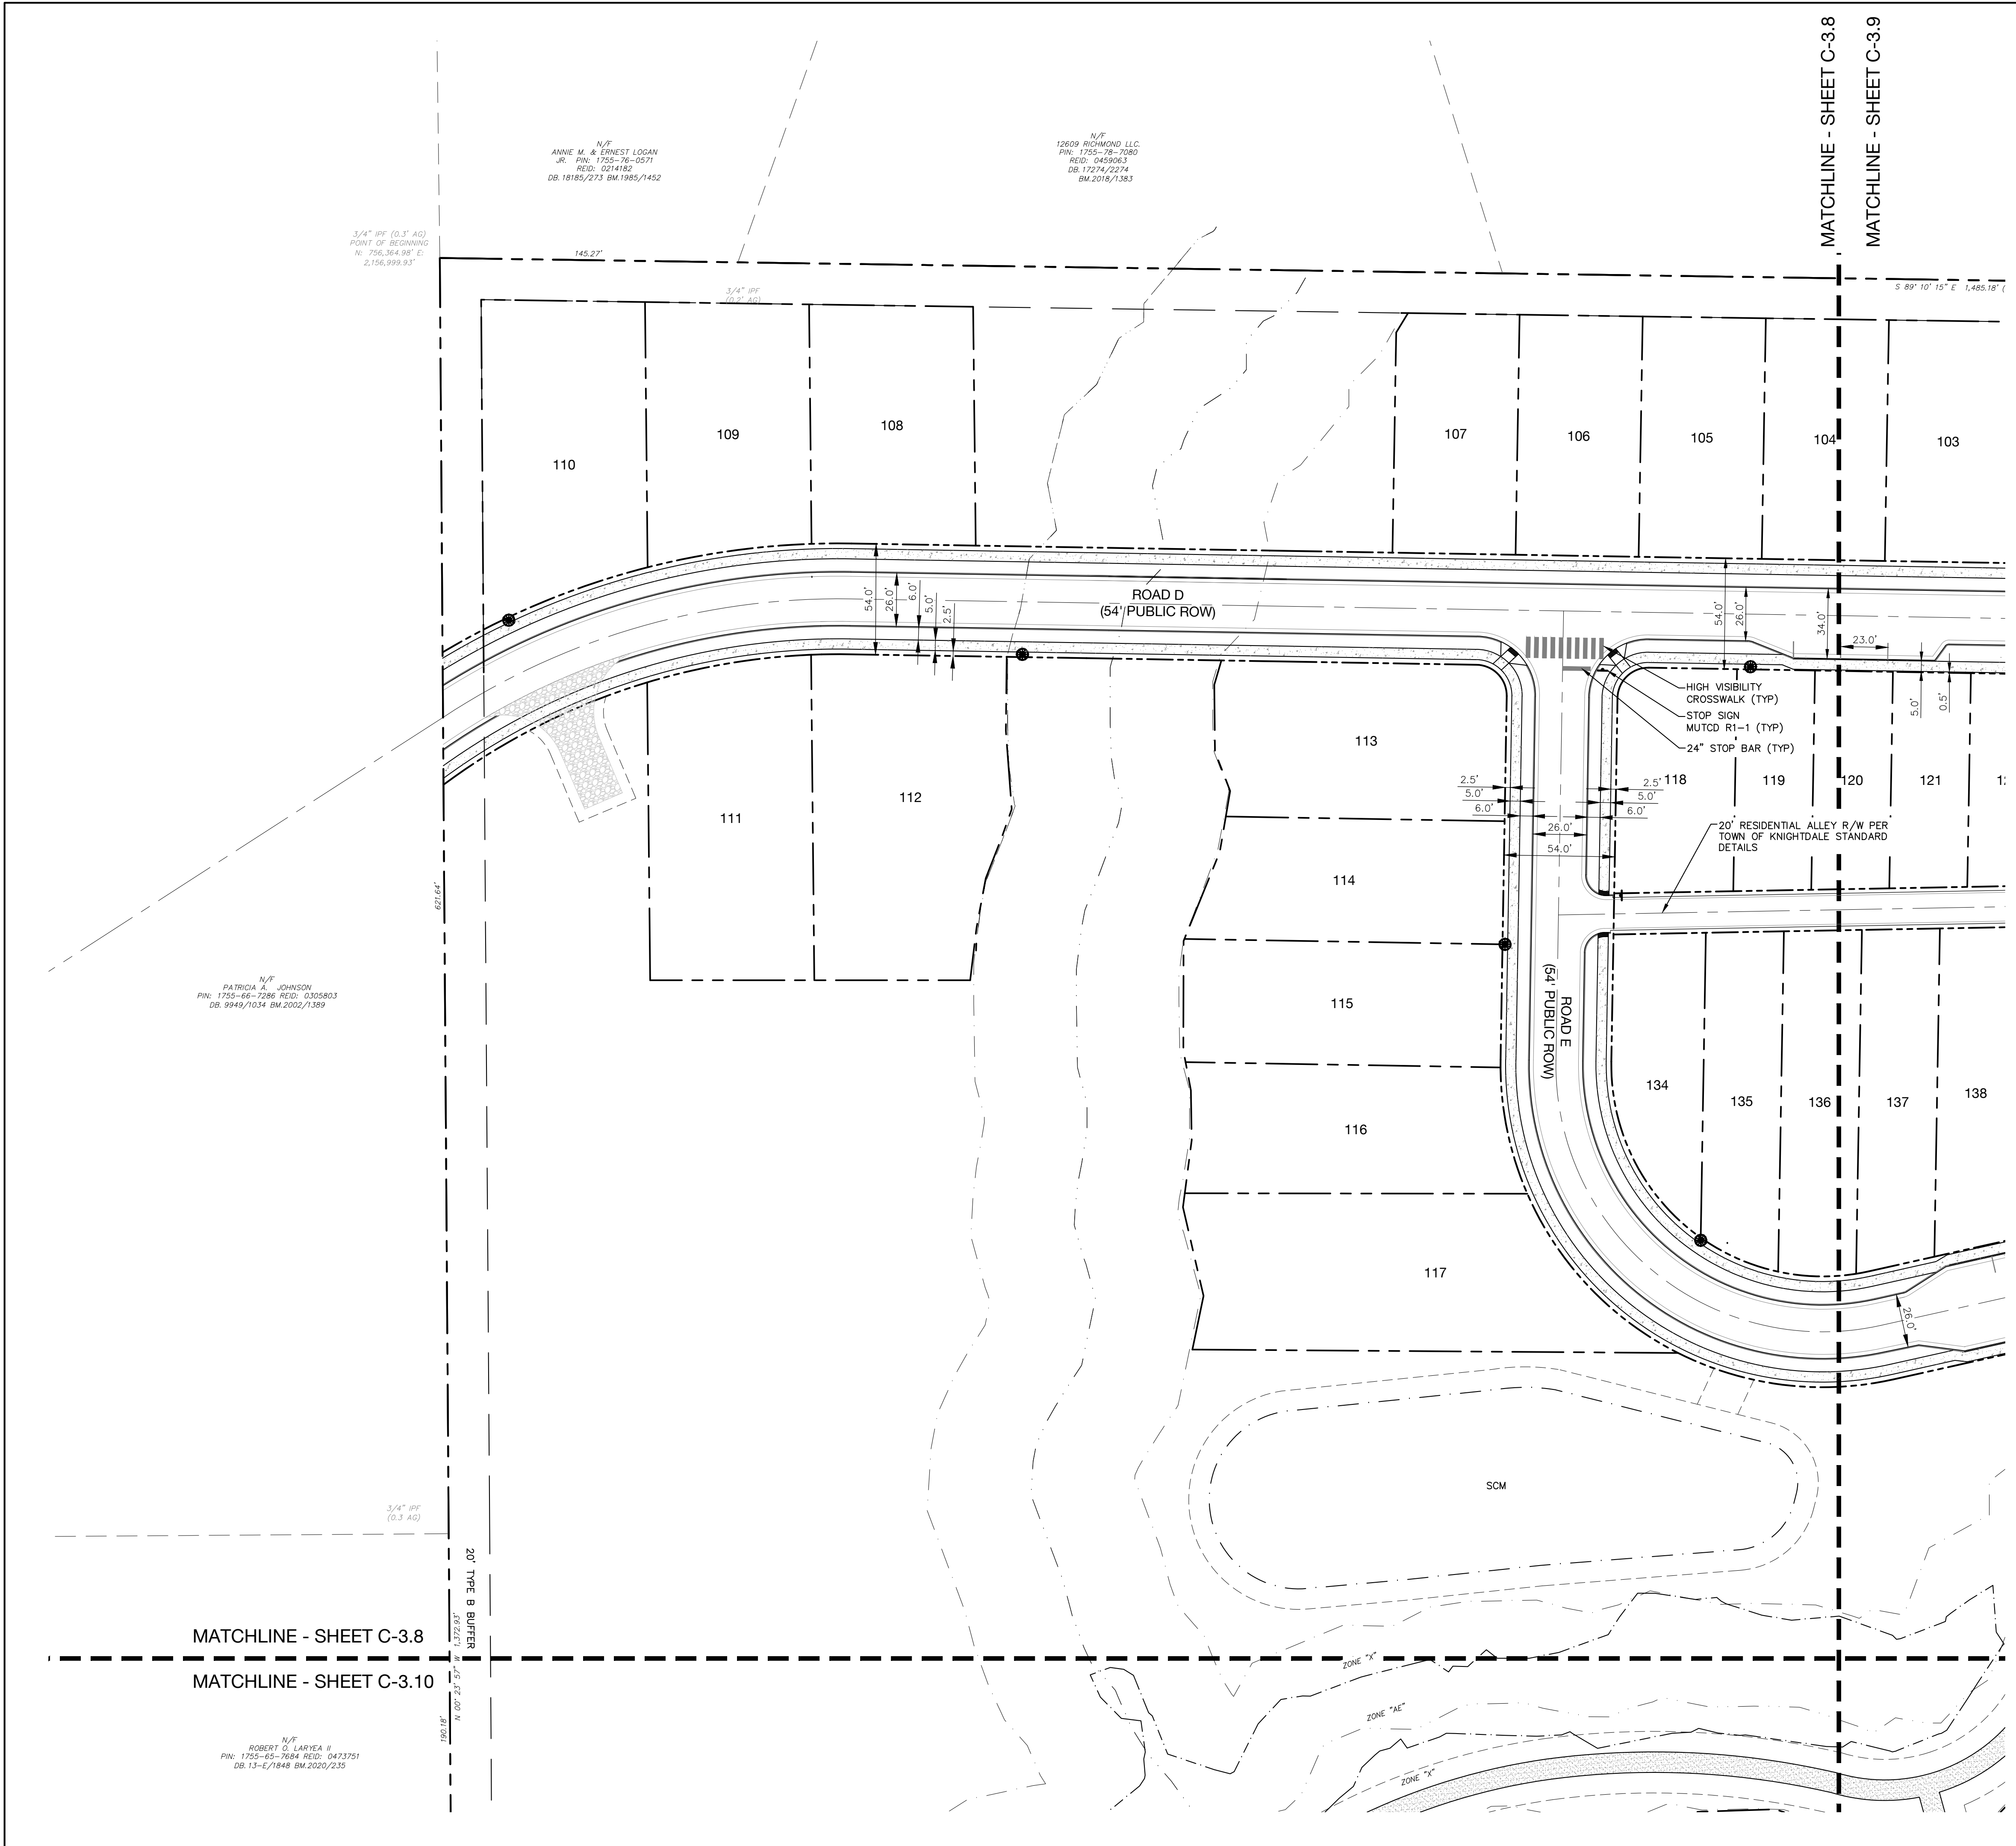 MATCHLINE - SHEET C-3.8
MATCHLINE - SHEET C-3.9
N/F
ANNIE M. & ERNEST LOGAN
JR. PIN: 1755-76-0571
REID: 0214182
DB.18185/273 BM.1985/1452
N/F
12609 RICHMOND LLC.
PIN: 1755-78-7080
REID: 0459063
DB.17274/2274
BM.2018/1383
3/4" IPF (0.3' AG)
POINT OF BEGINNING
N: 756,364.98' E:
2,156,999.93'
145.27'
3/4" IPF
(0.2' AG)
S 89° 10' 15" E 1,485.18' (
110
109
108
107
106
105
104
103
54.0'
26.0'
6.0'
5.0'
2.5'
ROAD D
(54' PUBLIC ROW)
54.0'
26.0'
34.0'
23.0'
5.0'
0.5'
HIGH VISIBILITY
CROSSWALK (TYP)
STOP SIGN
MUTCD R1-1 (TYP)
24" STOP BAR (TYP)
111
112
113
114
115
116
117
118
119
120
121
12
2.5'
5.0'
6.0'
26.0'
54.0'
2.5'
5.0'
6.0'
20' RESIDENTIAL ALLEY R/W PER
TOWN OF KNIGHTDALE STANDARD
DETAILS
621.64'
N/F
PATRICIA A. JOHNSON
PIN: 1755-66-7286 REID: 0305803
DB. 9949/1034 BM.2002/1389
ROAD E
(54' PUBLIC ROW)
134
135
136
137
138
26.0'
SCM
3/4" IPF
(0.3 AG)
20' TYPE B BUFFER
N 00° 23' 57" W 1,372.93'
MATCHLINE - SHEET C-3.8
MATCHLINE - SHEET C-3.10
190.18'
N/F
ROBERT O. LARYEA II
PIN: 1755-65-7684 REID: 0473751
DB.13-E/1848 BM.2020/235
ZONE "X"
ZONE "AE"
ZONE "X"